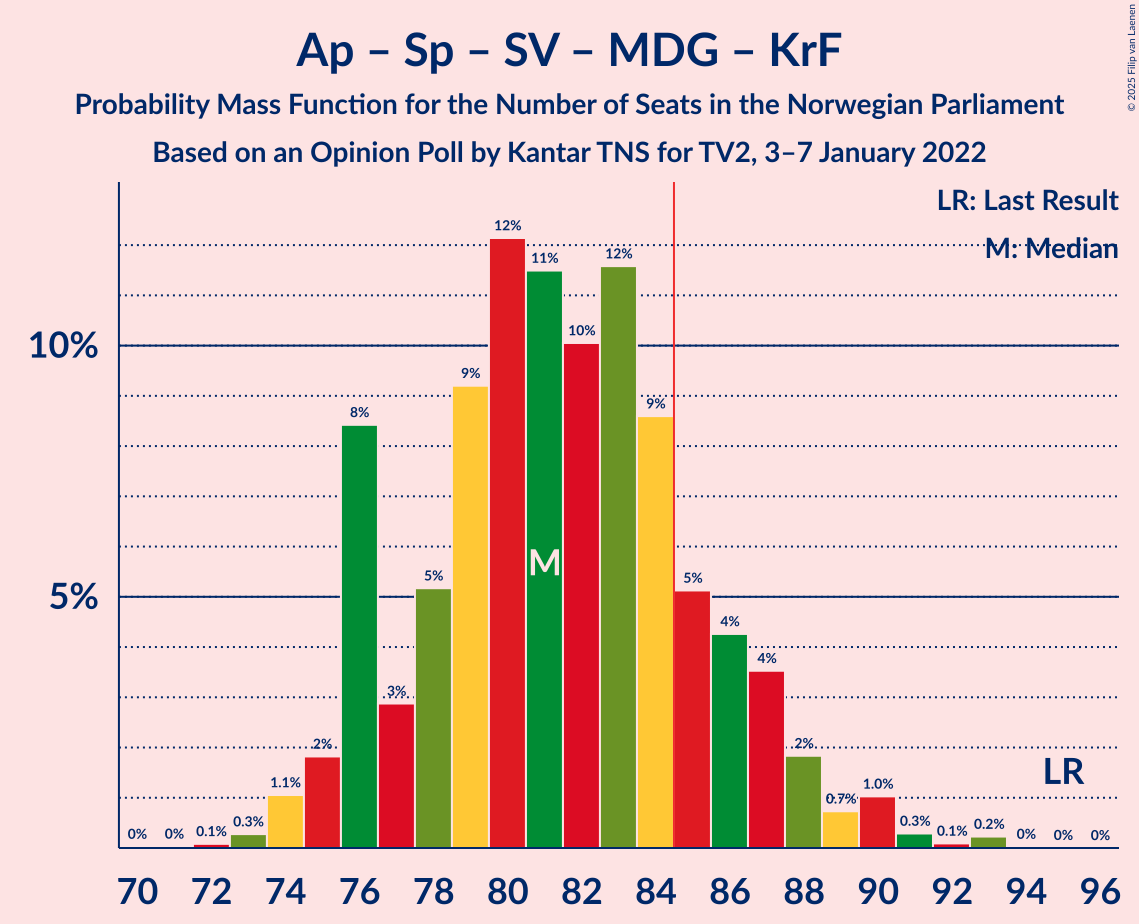 Ap – Sp – SV – MDG – KrF
Probability Mass Function for the Number of Seats in the Norwegian Parliament
Based on an Opinion Poll by Kantar TNS for TV2, 3–7 January 2022
© 2025 Filip van Laenen
LR: Last Result
M: Median
10%
5%
0% 0% 0.1% 0.3% 1.1% 2% 8% 3% 5% 9% 12% 11% 10% 12% 9% 5% 4% 4% 2% 0.7% 1.0% 0.3% 0.1% 0.2% 0% 0% 0%
M
LR
70 72 74 76 78 80 82 84 86 88 90 92 94 96